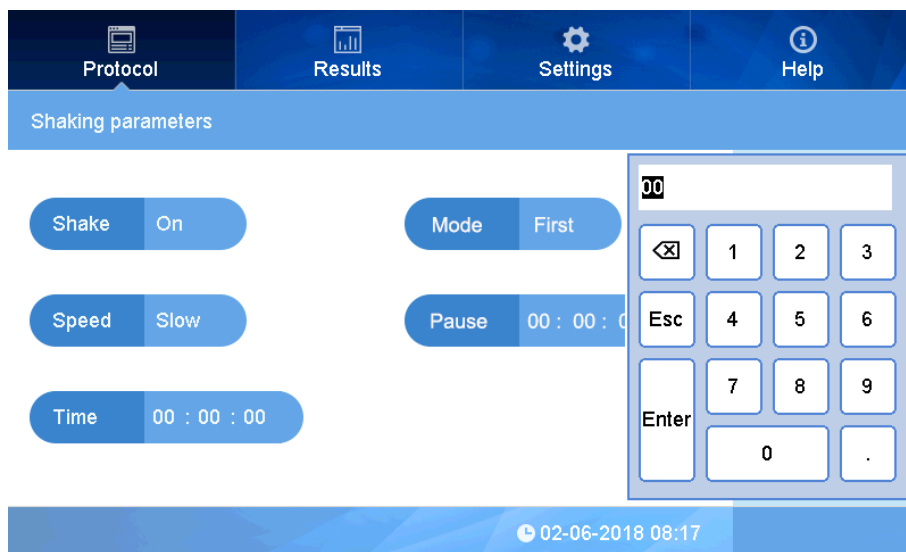 Protocol Results Settings Help
Shaking parameters
00
Shake On Mode First
1 2 3
Speed Slow Pause 00 : 00 :
Esc 4 5 6
7 8 9
Time 00 : 00 : 00
Enter
0 .
02-06-2018 08:17